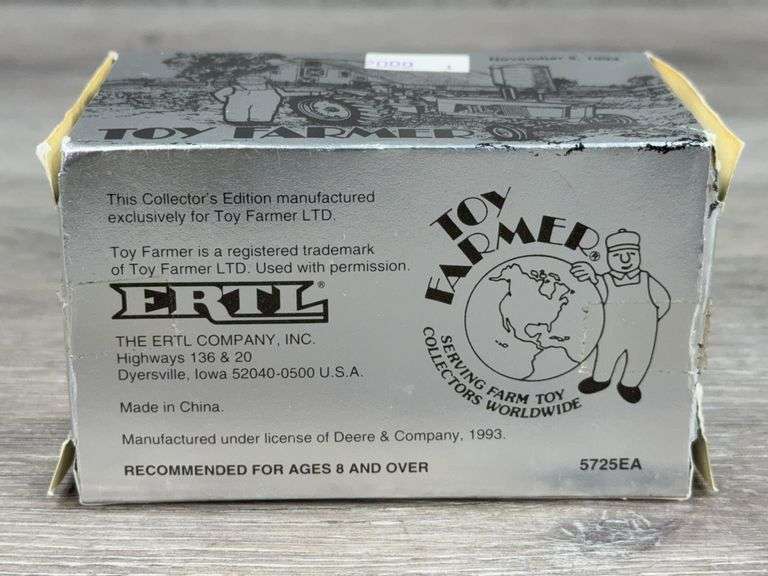 November 5, 1993
TOY FARMER
This Collector's Edition manufactured
exclusively for Toy Farmer LTD.
Toy Farmer is a registered trademark
of Toy Farmer LTD. Used with permission.
ERTL®
THE ERTL COMPANY, INC.
Highways 136 & 20
Dyersville, Iowa 52040-0500 U.S.A.
Made in China.
Manufactured under license of Deere & Company, 1993.
RECOMMENDED FOR AGES 8 AND OVER
TOY
FARMER®
SERVING FARM TOY
COLLECTORS WORLDWIDE
5725EA